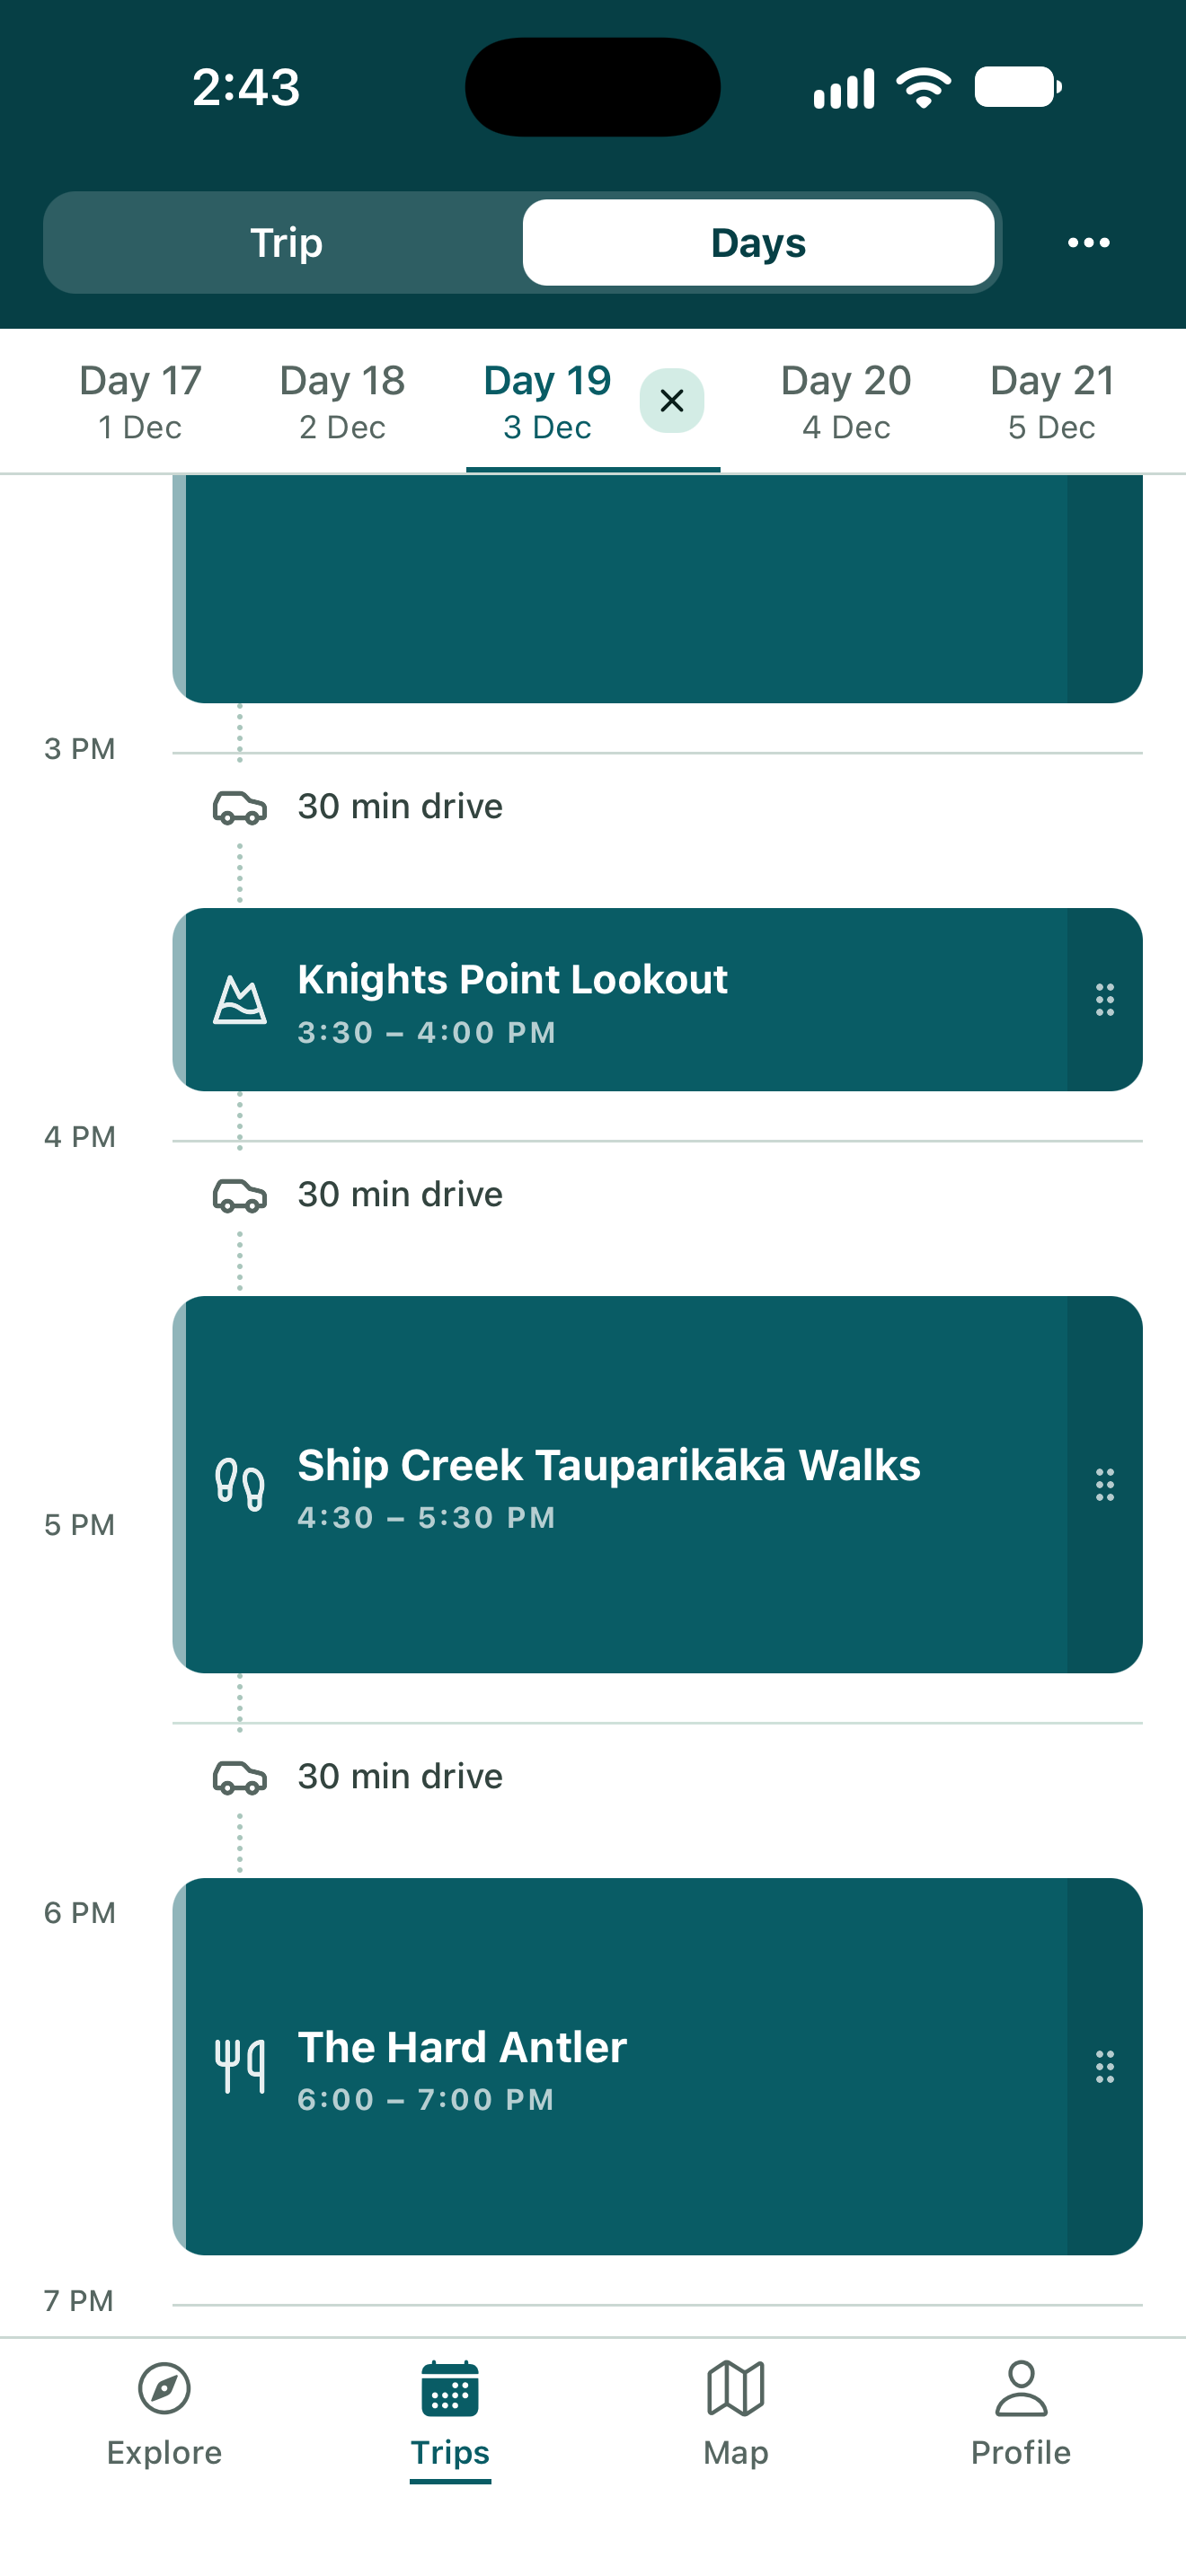 2:43
Trip
Days
Day 17
1 Dec
Day 18
2 Dec
Day 19
3 Dec
Day 20
4 Dec
Day 21
5 Dec
3 PM
30 min drive
Knights Point Lookout
3:30 – 4:00 PM
4 PM
30 min drive
Ship Creek Tauparikākā Walks
4:30 – 5:30 PM
5 PM
30 min drive
6 PM
The Hard Antler
6:00 – 7:00 PM
7 PM
Explore
Trips
Map
Profile